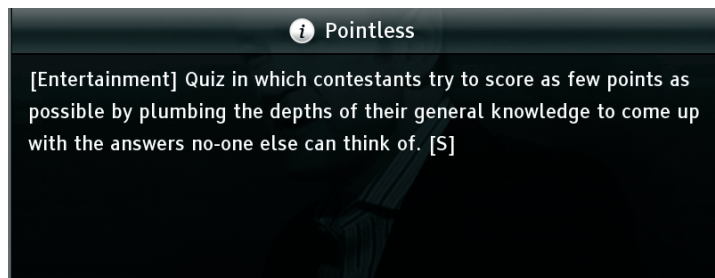 Pointless
[Entertainment] Quiz in which contestants try to score as few points as
possible by plumbing the depths of their general knowledge to come up
with the answers no-one else can think of. [S]